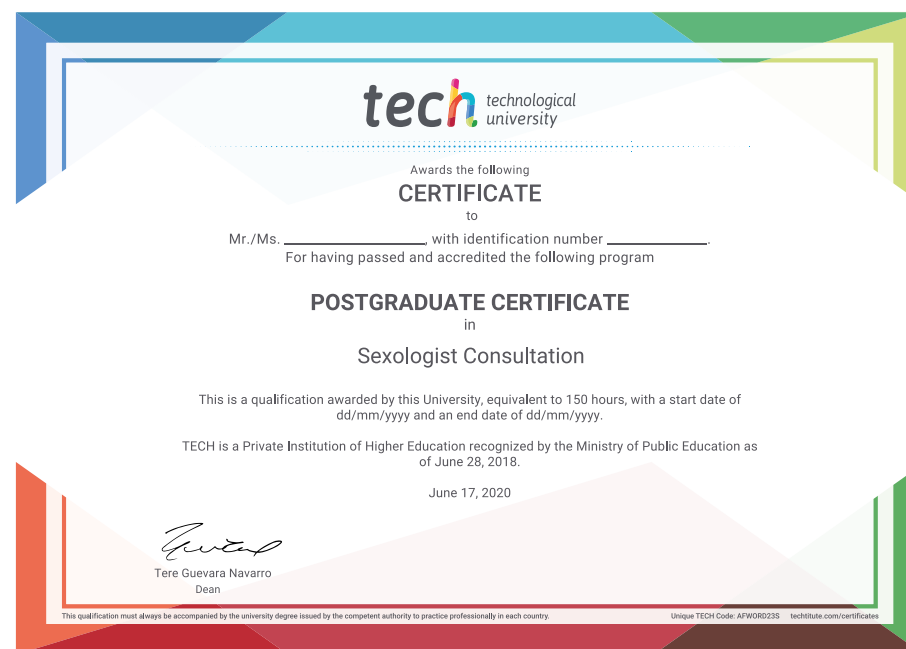 tech technological
university
Awards the following
CERTIFICATE
to
Mr./Ms. ____________________, with identification number ______________.
For having passed and accredited the following program
POSTGRADUATE CERTIFICATE
in
Sexologist Consultation
This is a qualification awarded by this University, equivalent to 150 hours, with a start date of
dd/mm/yyyy and an end date of dd/mm/yyyy.
TECH is a Private Institution of Higher Education recognized by the Ministry of Public Education as
of June 28, 2018.
June 17, 2020
Tere Guevara Navarro
Dean
This qualification must always be accompanied by the university degree issued by the competent authority to practice professionally in each country.
Unique TECH Code: AFWORD23S techtitute.com/certificates